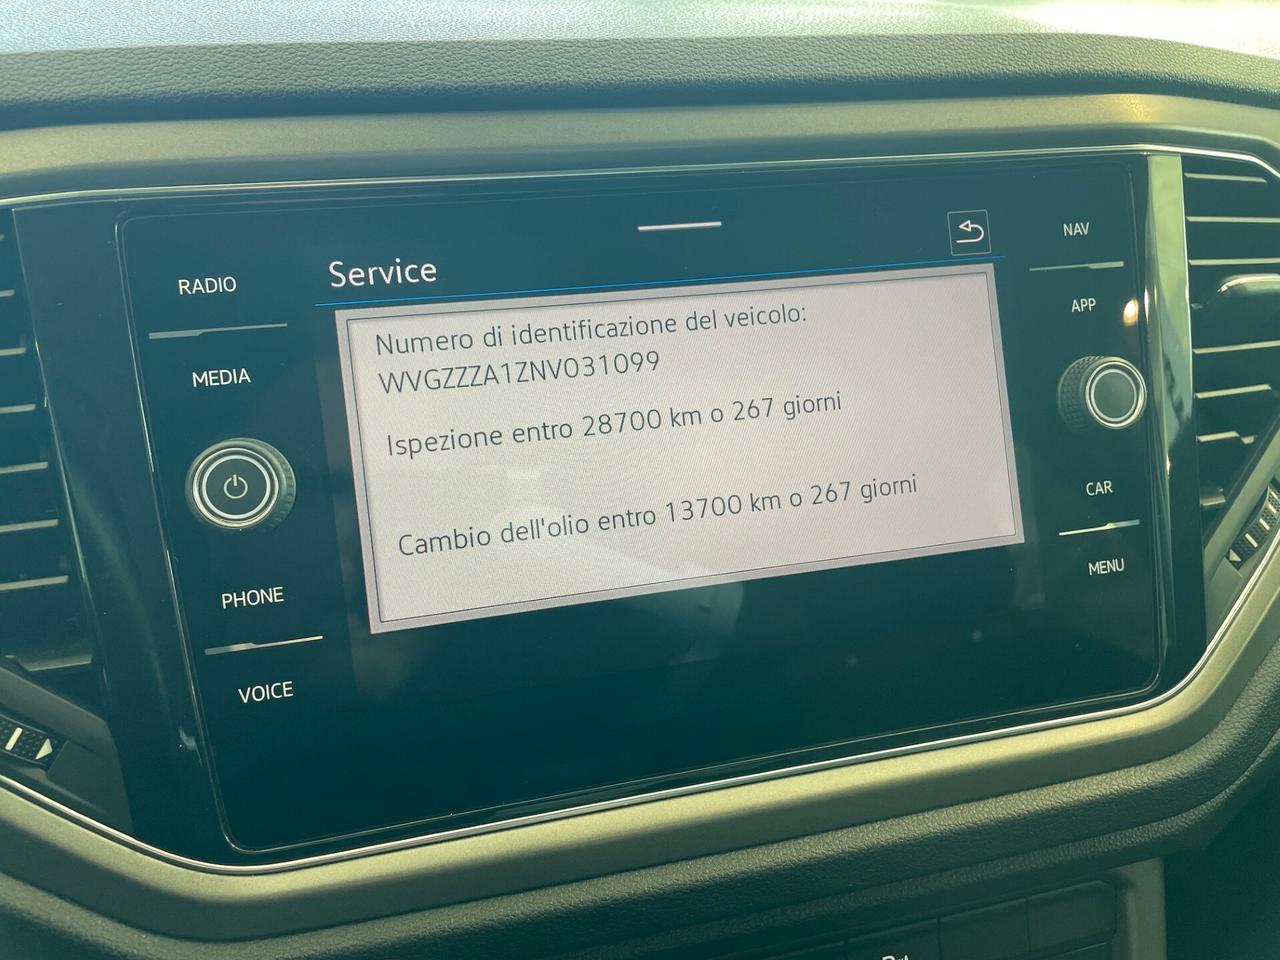 Service
NAV
RADIO
APP
Numero di identificazione del veicolo:
WVGZZZA1ZNV031099
MEDIA
Ispezione entro 28700 km o 267 giorni
CAR
Cambio dell'olio entro 13700 km o 267 giorni
MENU
PHONE
VOICE